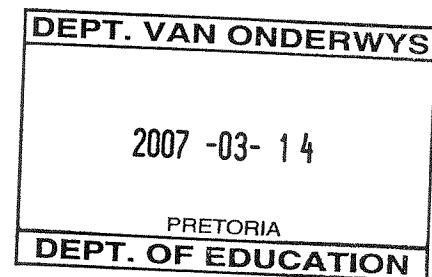 DEPT. VAN ONDERWYS
2007 -03- 14
PRETORIA
DEPT. OF EDUCATION